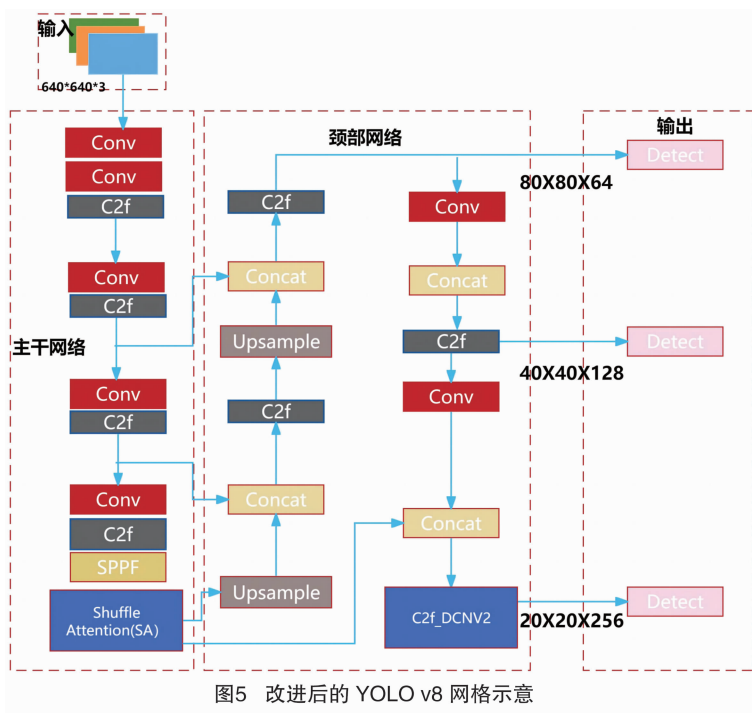 输入
640*640*3
主干网络
Conv
Conv
C2f
Conv
C2f
Conv
C2f
Conv
C2f
SPPF
Shuffle
Attention(SA)
颈部网络
C2f
Concat
Upsample
C2f
Concat
Upsample
Conv
Concat
C2f
Conv
Concat
C2f_DCNV2
80X80X64
40X40X128
20X20X256
输出
Detect
Detect
Detect
图5 改进后的 YOLO v8 网格示意